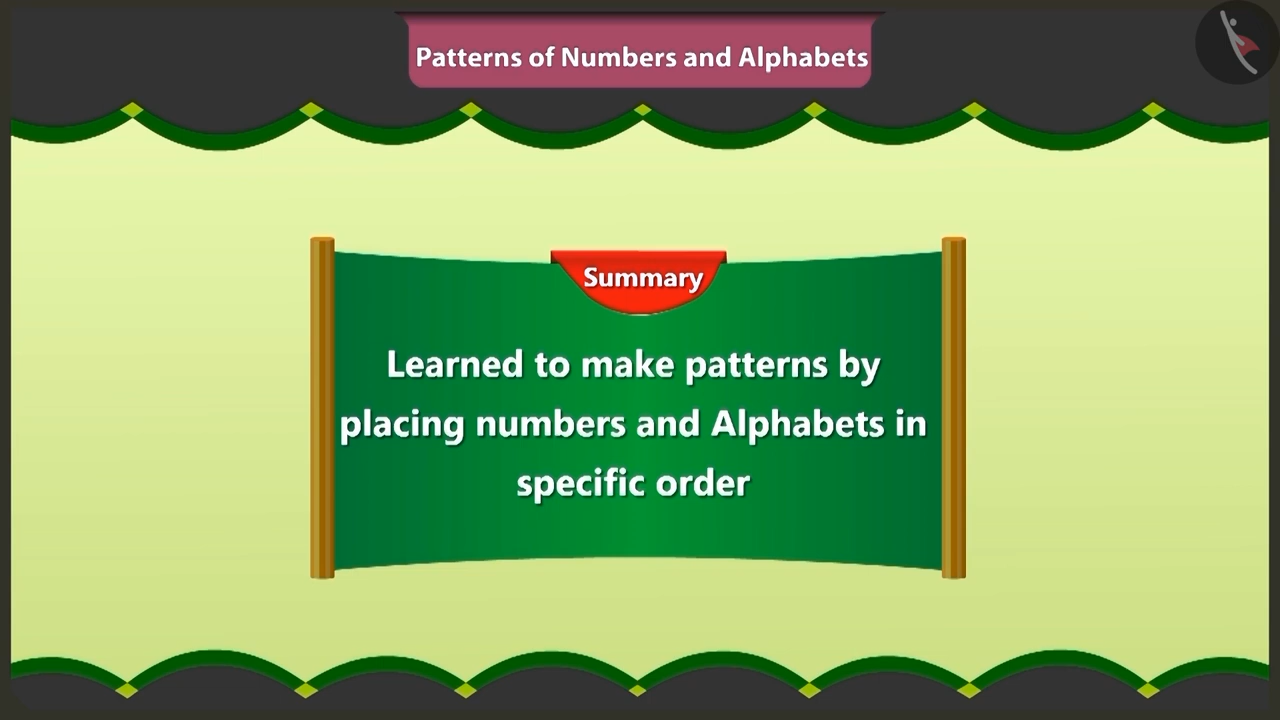 Patterns of Numbers and Alphabets
Summary
Learned to make patterns by
placing numbers and Alphabets in
specific order